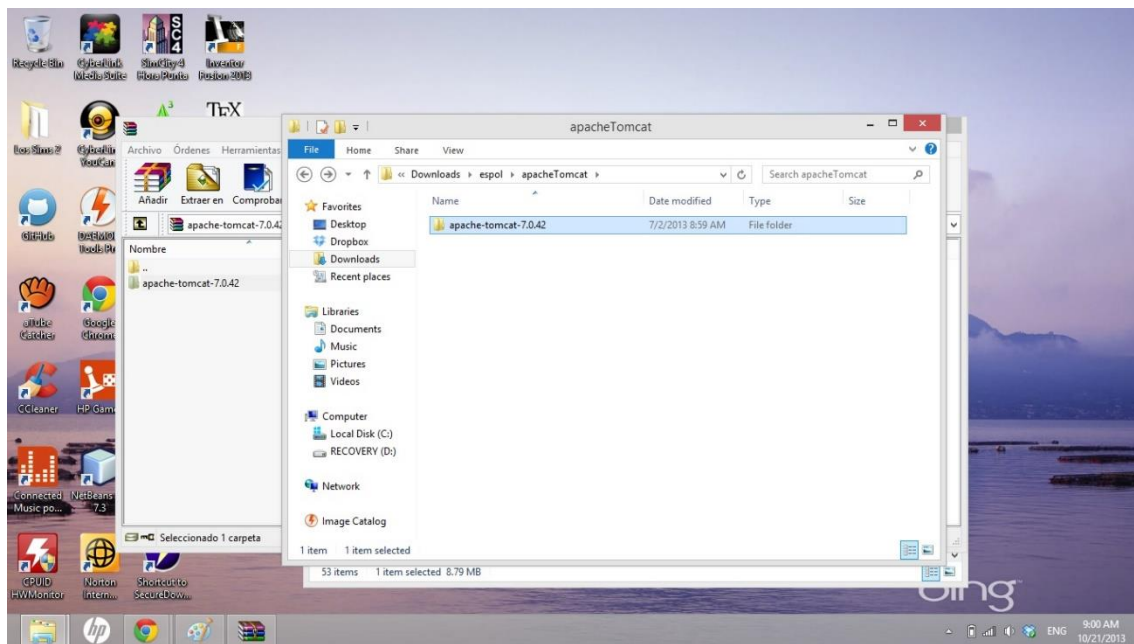 Recycle Bin
CyberLink
Media Suite
SC4
SimCity 4
Inventor
Fusion 2013
TEX
Los Sims 2
CyberLin
YouCam
GitHub
DAEMON
Tools
aTube
Catcher
Google
Chrome
CCleaner
HP Gam
Connected
Music po...
NetBeans
7.3
CPUID
HWMonitor
Norton
Intern...
Shortcut to
SecureDow...
Archivo Órdenes Herramientas
Añadir Extraer en Comproba
apache-tomcat-7.0.42
Nombre
..
apache-tomcat-7.0.42
Seleccionado 1 carpeta
apacheTomcat
File Home Share View
« Downloads espol apacheTomcat
Search apacheTomcat
Favorites
Desktop
Dropbox
Downloads
Recent places
Libraries
Documents
Music
Pictures
Videos
Computer
Local Disk (C:)
RECOVERY (D:)
Network
Image Catalog
Name Date modified Type Size
apache-tomcat-7.0.42 7/2/2013 8:59 AM File folder
1 item 1 item selected
53 items 1 item selected 8.79 MB
bing
hp
ENG
9:00 AM
10/21/2013